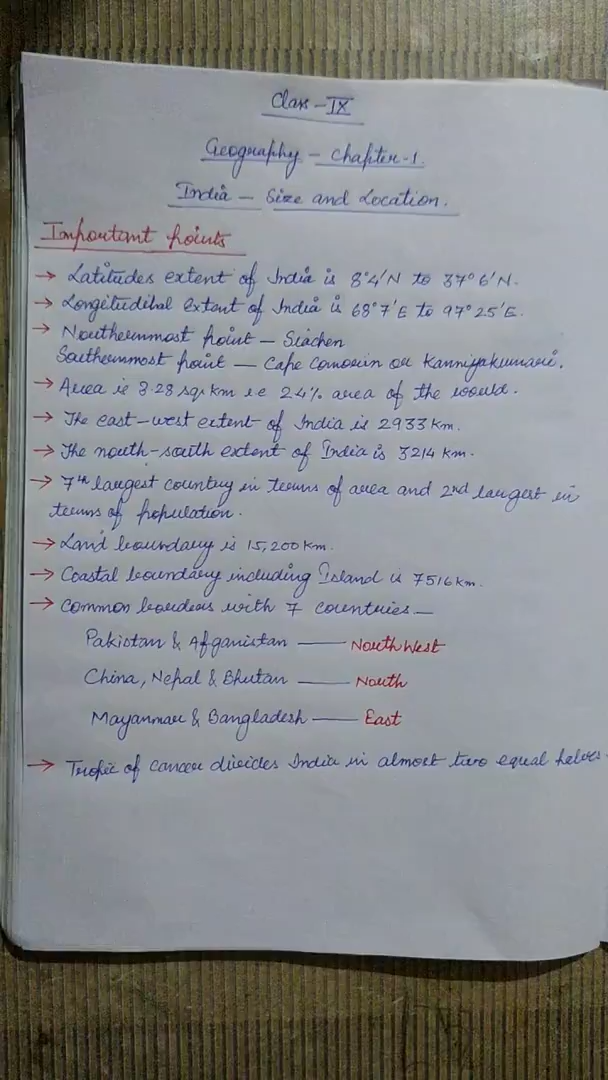 Class - IX
Geography - Chapter-1.
India - Size and Location.
Important points
→ Latitudes extent of India is 8°4'N to 37°6'N.
→ Longitudibal Extent of India is 68°7'E to 97°25'E.
→ Northernmost point - Siachen
Southernmost point - Cape Comorin or Kanniyakumari.
→ Area is 3.28 sq. km i.e 2.4% area of the world.
→ The east-west extent of India is 2933 km.
→ The north-south extent of India is 3214 km.
→ 7th largest country in terms of area and 2nd largest in
terms of population.
→ Land boundary is 15,200 km.
→ Coastal boundary including Island is 7516 km.
→ Common borders with 7 countries -
Pakistan & Afganistan - North West
China, Nepal & Bhutan - North
Mayanmar & Bangladesh - East
→ Tropic of cancer divides India in almost two equal helves.